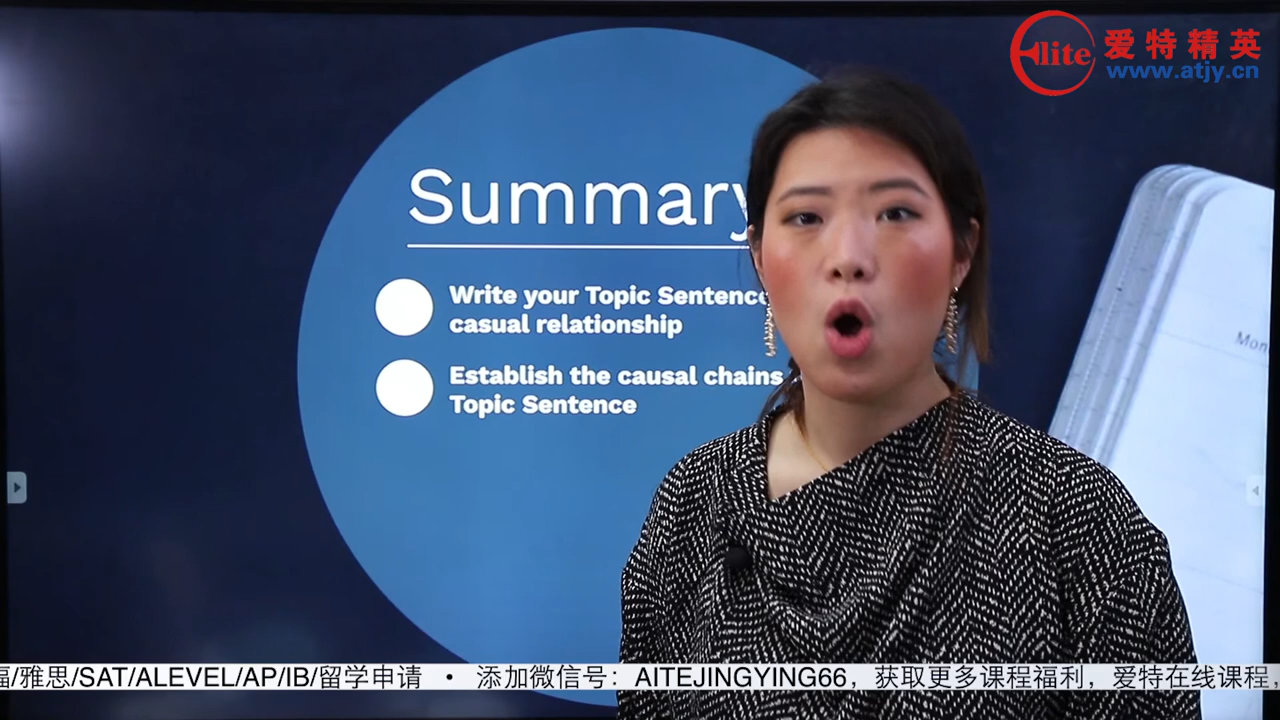 Elite 爱特精英
www.atjy.cn
Summary
Write your Topic Sentence
casual relationship
Establish the causal chains
Topic Sentence
Mon
/雅思/SAT/ALEVEL/AP/IB/留学申请 • 添加微信号：AITEJINGYING66，获取更多课程福利，爱特在线课程，